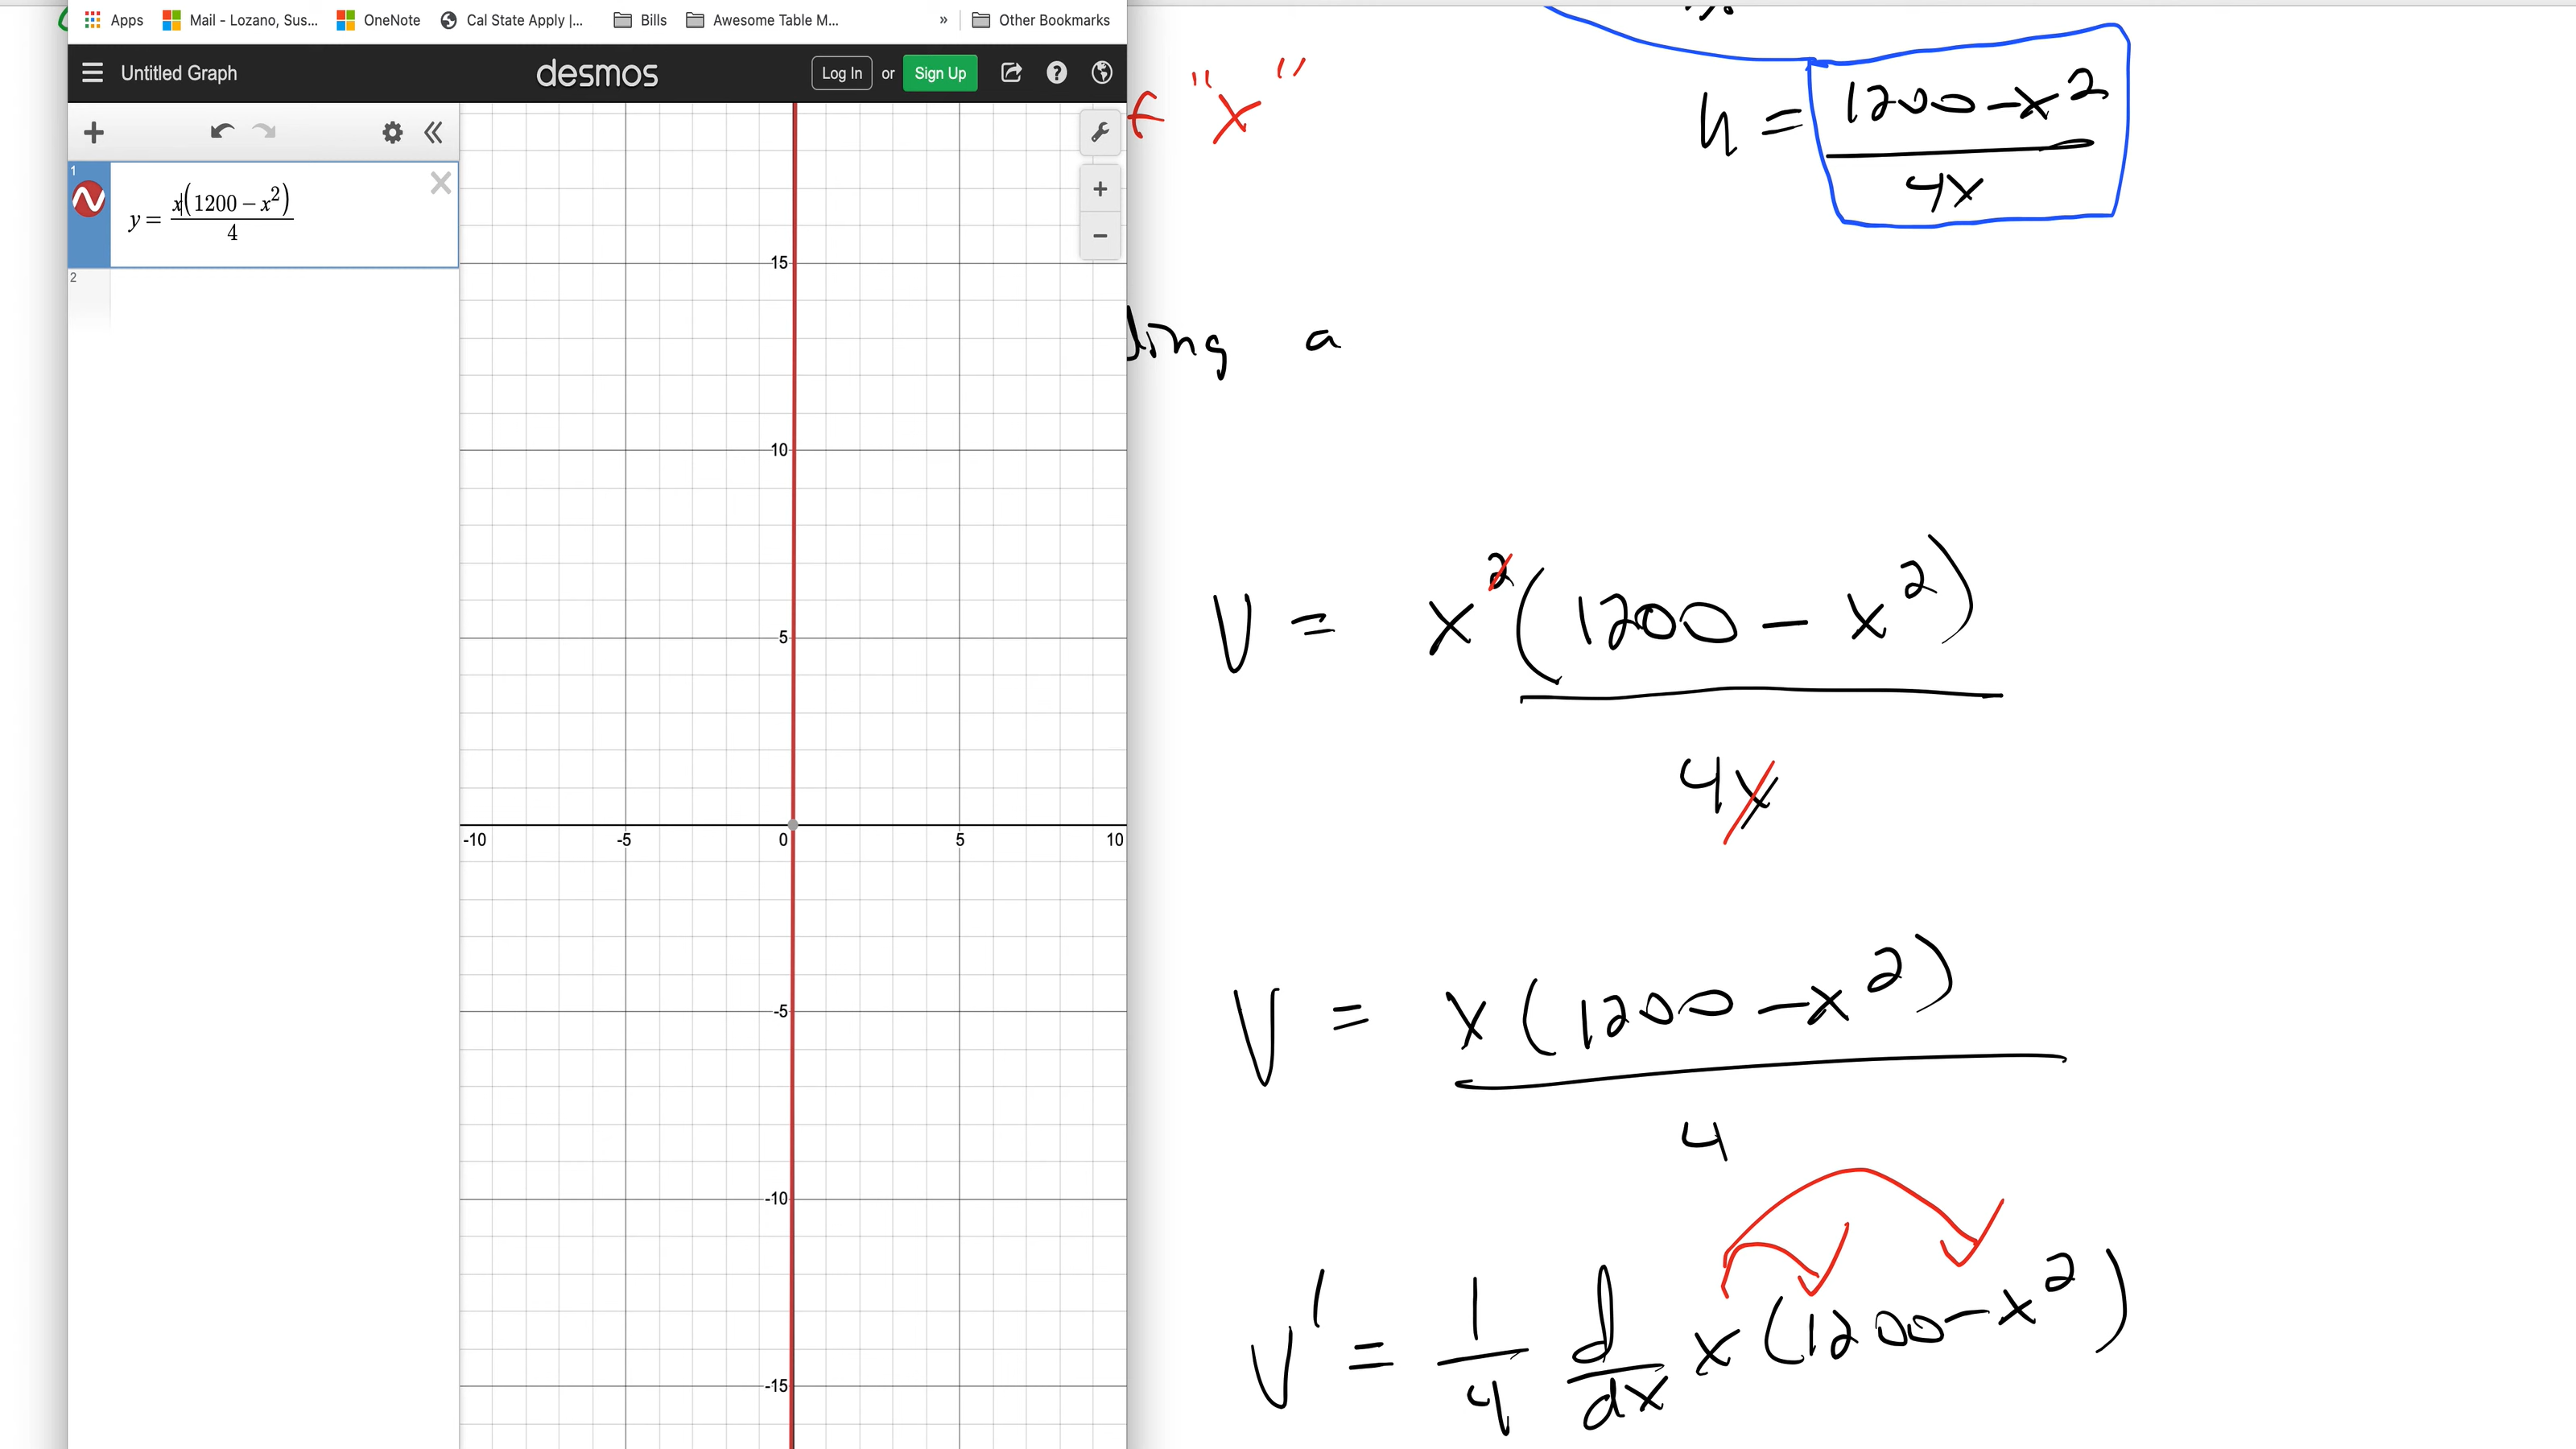 Apps Mail - Lozano, Sus... OneNote Cal State Apply |... Bills Awesome Table M... » Other Bookmarks
Untitled Graph desmos Log In or Sign Up ?
1
y = x(1200 − x²)/4
2
15
10
5
-10 -5 0 5 10
-5
-10
-15
"x"
h = (1200 − x²)/4x
a
V = x²(1200 − x²)/4x
V = x(1200 − x²)/4
V' = 1/4 d/dx x(1200 − x²)